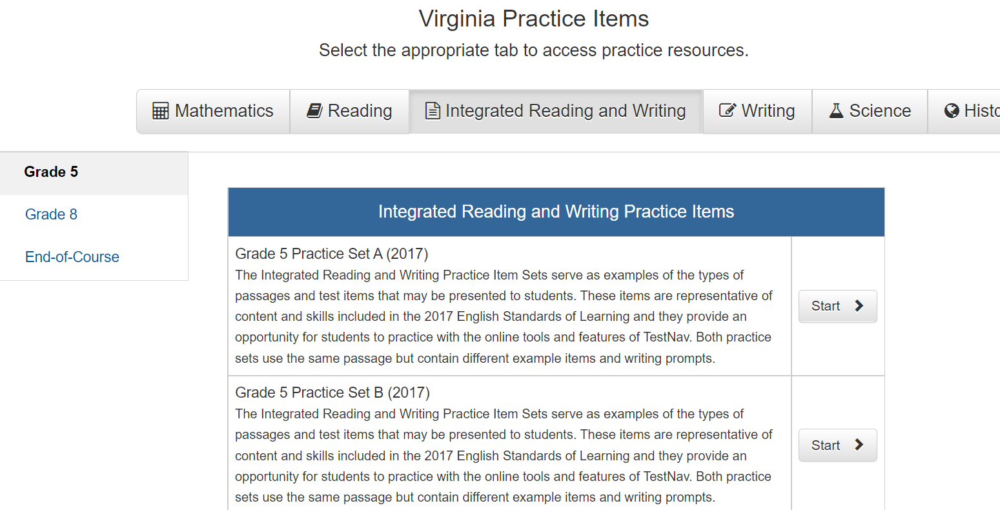 Virginia Practice Items
Select the appropriate tab to access practice resources.
Mathematics Reading Integrated Reading and Writing Writing Science Histo
Grade 5
Grade 8
End-of-Course
Integrated Reading and Writing Practice Items
Grade 5 Practice Set A (2017)
The Integrated Reading and Writing Practice Item Sets serve as examples of the types of
passages and test items that may be presented to students. These items are representative of
content and skills included in the 2017 English Standards of Learning and they provide an
opportunity for students to practice with the online tools and features of TestNav. Both practice
sets use the same passage but contain different example items and writing prompts.
Start
Grade 5 Practice Set B (2017)
The Integrated Reading and Writing Practice Item Sets serve as examples of the types of
passages and test items that may be presented to students. These items are representative of
content and skills included in the 2017 English Standards of Learning and they provide an
opportunity for students to practice with the online tools and features of TestNav. Both practice
sets use the same passage but contain different example items and writing prompts.
Start